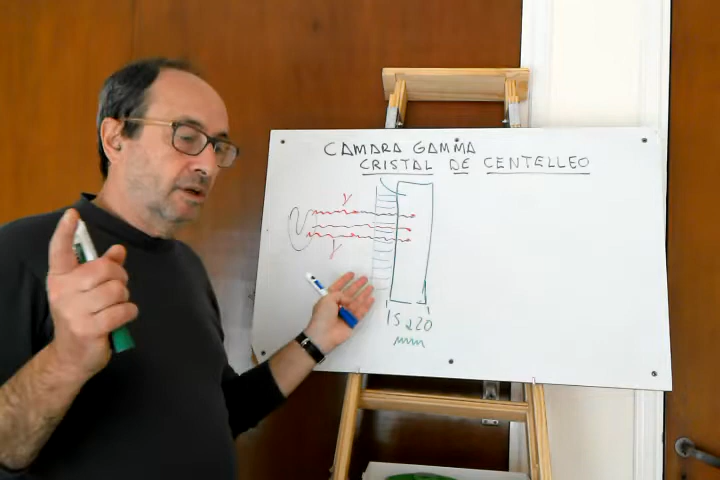 CAMARA GAMMA
CRISTAL DE CENTELLEO
γ
γ
15 a 20
mm